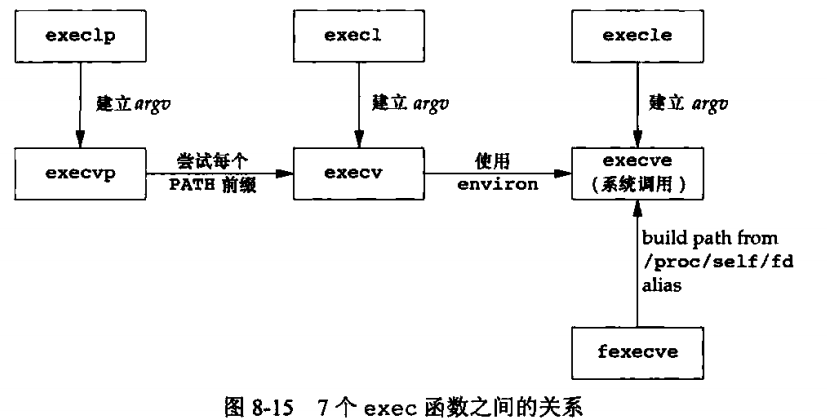 execlp
execl
execle
建立 argv
建立 argv
建立 argv
execvp
尝试每个
PATH 前缀
execv
使用
environ
execve
(系统调用)
build path from
/proc/self/fd
alias
fexecve
图 8-15 7 个 exec 函数之间的关系